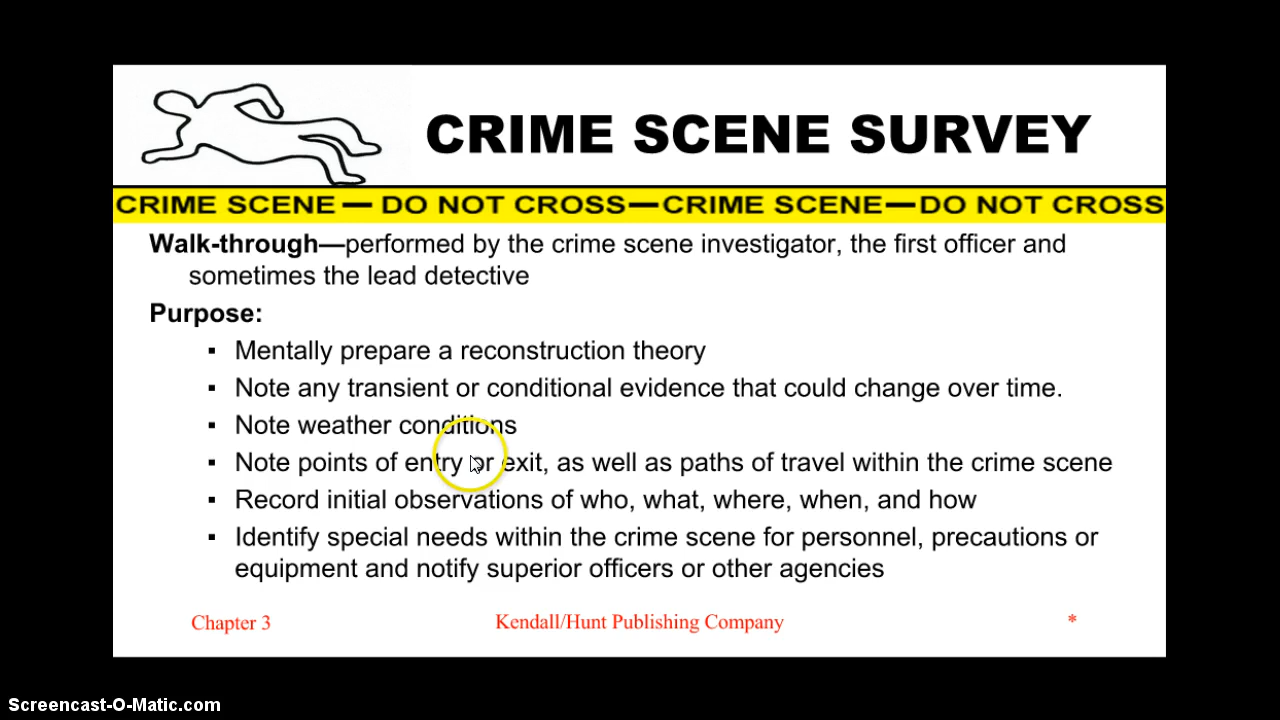 CRIME SCENE SURVEY
CRIME SCENE — DO NOT CROSS—CRIME SCENE—DO NOT CROSS
Walk-through—performed by the crime scene investigator, the first officer and
sometimes the lead detective
Purpose:
▪ Mentally prepare a reconstruction theory
▪ Note any transient or conditional evidence that could change over time.
▪ Note weather conditions
▪ Note points of entry or exit, as well as paths of travel within the crime scene
▪ Record initial observations of who, what, where, when, and how
▪ Identify special needs within the crime scene for personnel, precautions or
equipment and notify superior officers or other agencies
Chapter 3 Kendall/Hunt Publishing Company *
Screencast-O-Matic.com